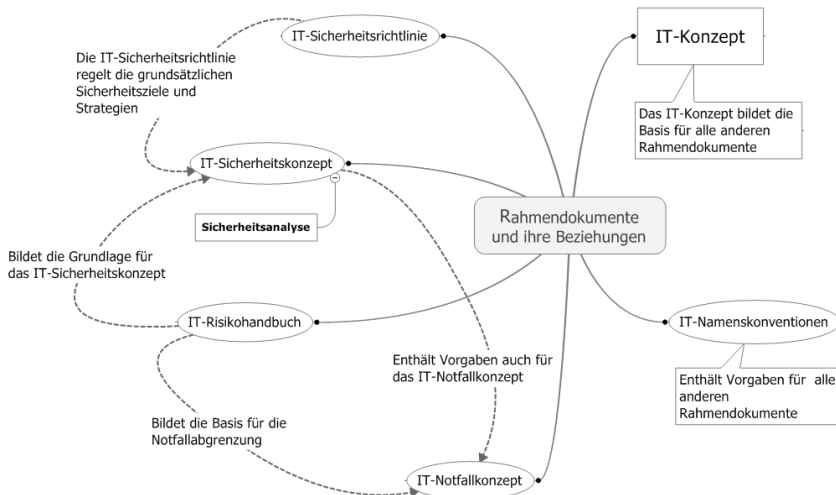 IT-Sicherheitsrichtlinie
IT-Konzept
Die IT-Sicherheitsrichtlinie
regelt die grundsätzlichen
Sicherheitsziele und
Strategien
Das IT-Konzept bildet die
Basis für alle anderen
Rahmendokumente
IT-Sicherheitskonzept
Sicherheitsanalyse
Rahmendokumente
und ihre Beziehungen
Bildet die Grundlage für
das IT-Sicherheitskonzept
IT-Risikohandbuch
IT-Namenskonventionen
Enthält Vorgaben auch für
das IT-Notfallkonzept
Enthält Vorgaben für alle
anderen
Rahmendokumente
Bildet die Basis für die
Notfallabgrenzung
IT-Notfallkonzept